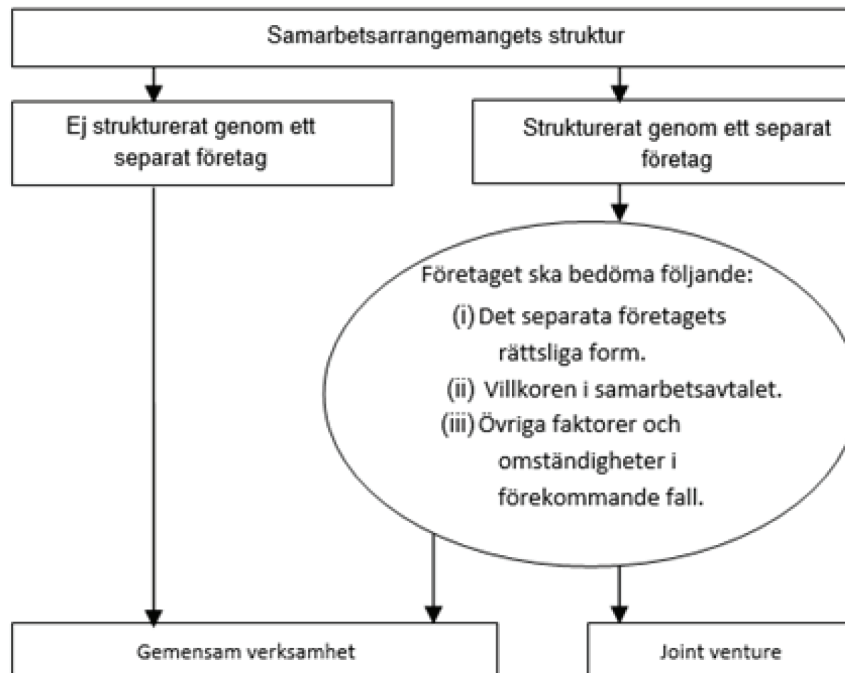 Samarbetsarrangemangets struktur
Ej strukturerat genom ett
separat företag
Strukturerat genom ett separat
företag
Företaget ska bedöma följande:
(i) Det separata företagets
rättsliga form.
(ii) Villkoren i samarbetsavtalet.
(iii) Övriga faktorer och
omständigheter i
förekommande fall.
Gemensam verksamhet
Joint venture